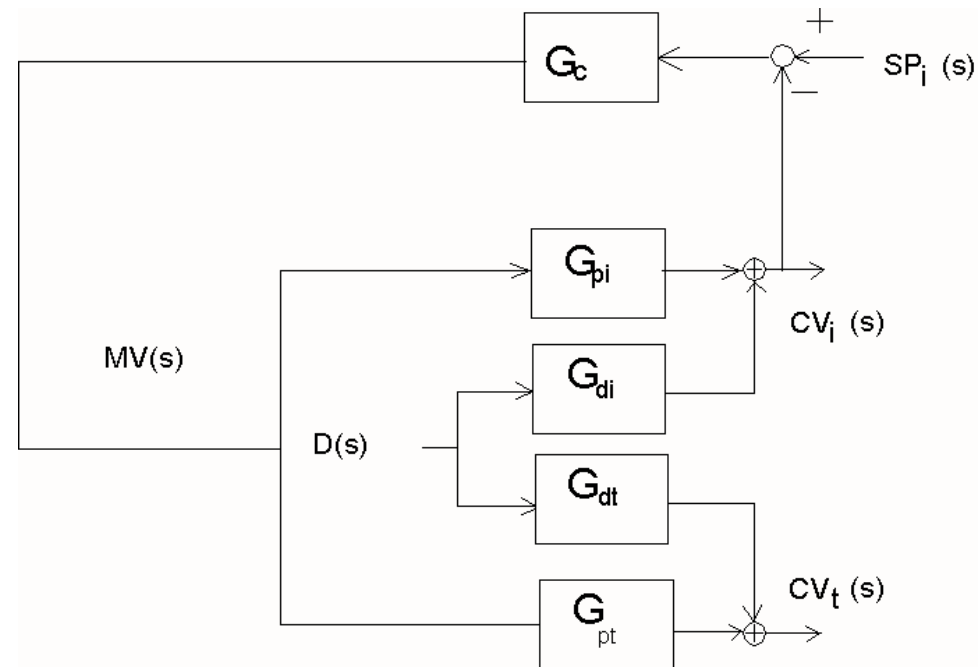 +
G_c
SP_i (s)
−
G_pi
CV_i (s)
MV(s)
G_di
D(s)
G_dt
CV_t (s)
G_pt